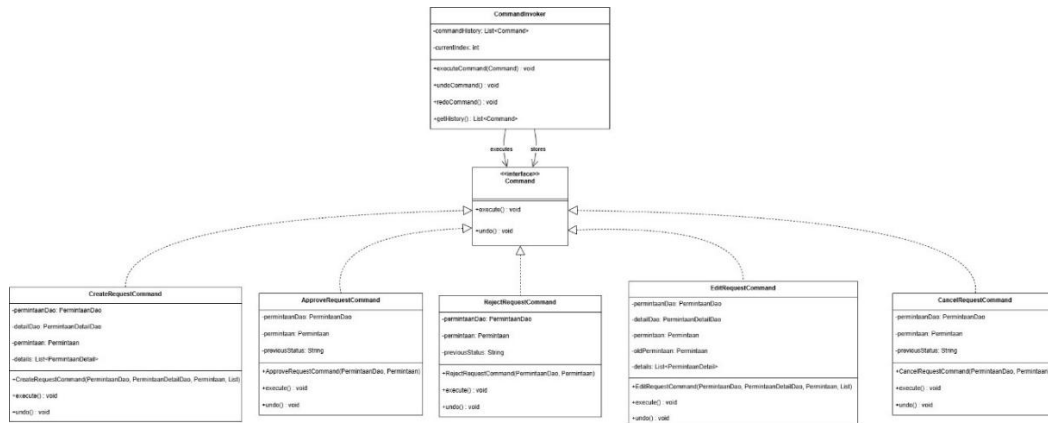 CommandInvoker
-commandHistory: List<Command>
-currentIndex: int
+executeCommand(Command) : void
+undoCommand() : void
+redoCommand() : void
+getHistory() : List<Command>
executes
stores
<<interface>>
Command
+execute() : void
+undo() : void
CreateRequestCommand
-permintaanDao: PermintaanDao
-detailDao: PermintaanDetailDao
-permintaan: Permintaan
-details: List<PermintaanDetail>
+CreateRequestCommand(PermintaanDao, PermintaanDetailDao, Permintaan, List)
+execute() : void
+undo() : void
ApproveRequestCommand
-permintaanDao: PermintaanDao
-permintaan: Permintaan
-previousStatus: String
+ApproveRequestCommand(PermintaanDao, Permintaan)
+execute() : void
+undo() : void
RejectRequestCommand
-permintaanDao: PermintaanDao
-permintaan: Permintaan
-previousStatus: String
+RejectRequestCommand(PermintaanDao, Permintaan)
+execute() : void
+undo() : void
EditRequestCommand
-permintaanDao: PermintaanDao
-detailDao: PermintaanDetailDao
-permintaan: Permintaan
-oldPermintaan: Permintaan
-details: List<PermintaanDetail>
+EditRequestCommand(PermintaanDao, PermintaanDetailDao, Permintaan, List)
+execute() : void
+undo() : void
CancelRequestCommand
-permintaanDao: PermintaanDao
-permintaan: Permintaan
-previousStatus: String
+CancelRequestCommand(PermintaanDao, Permintaan)
+execute() : void
+undo() : void